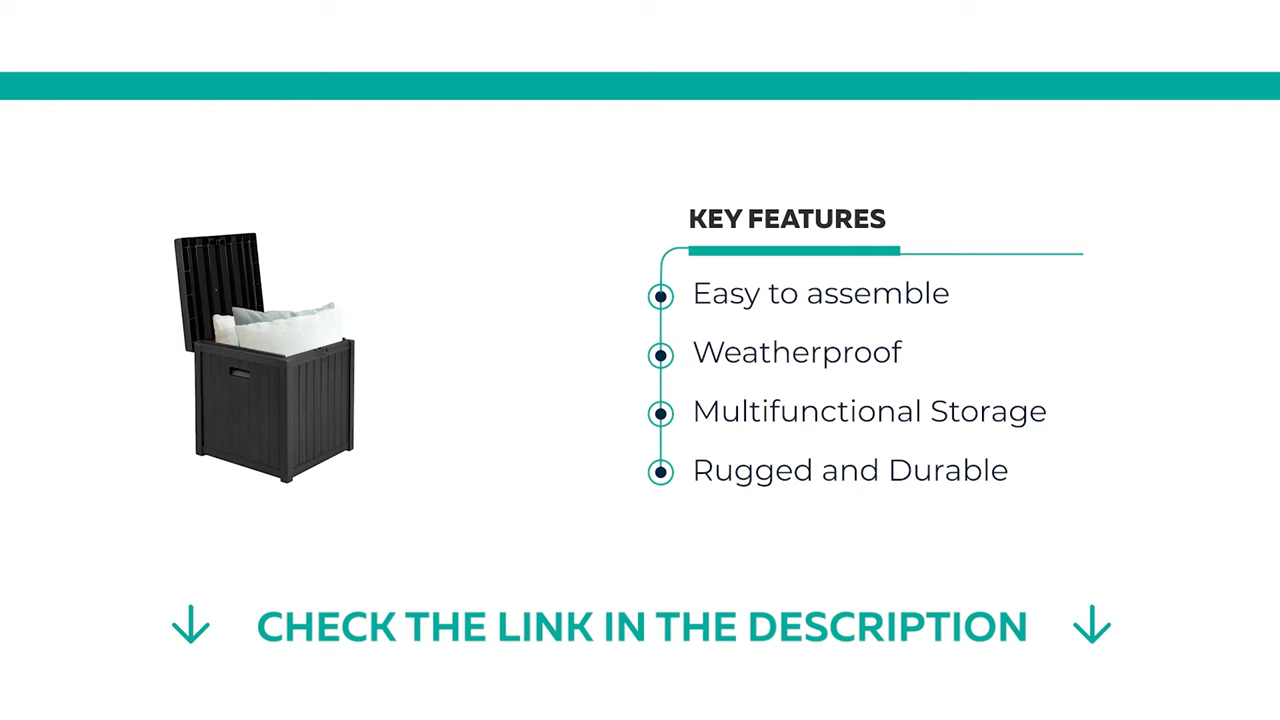 KEY FEATURES
Easy to assemble
Weatherproof
Multifunctional Storage
Rugged and Durable
CHECK THE LINK IN THE DESCRIPTION